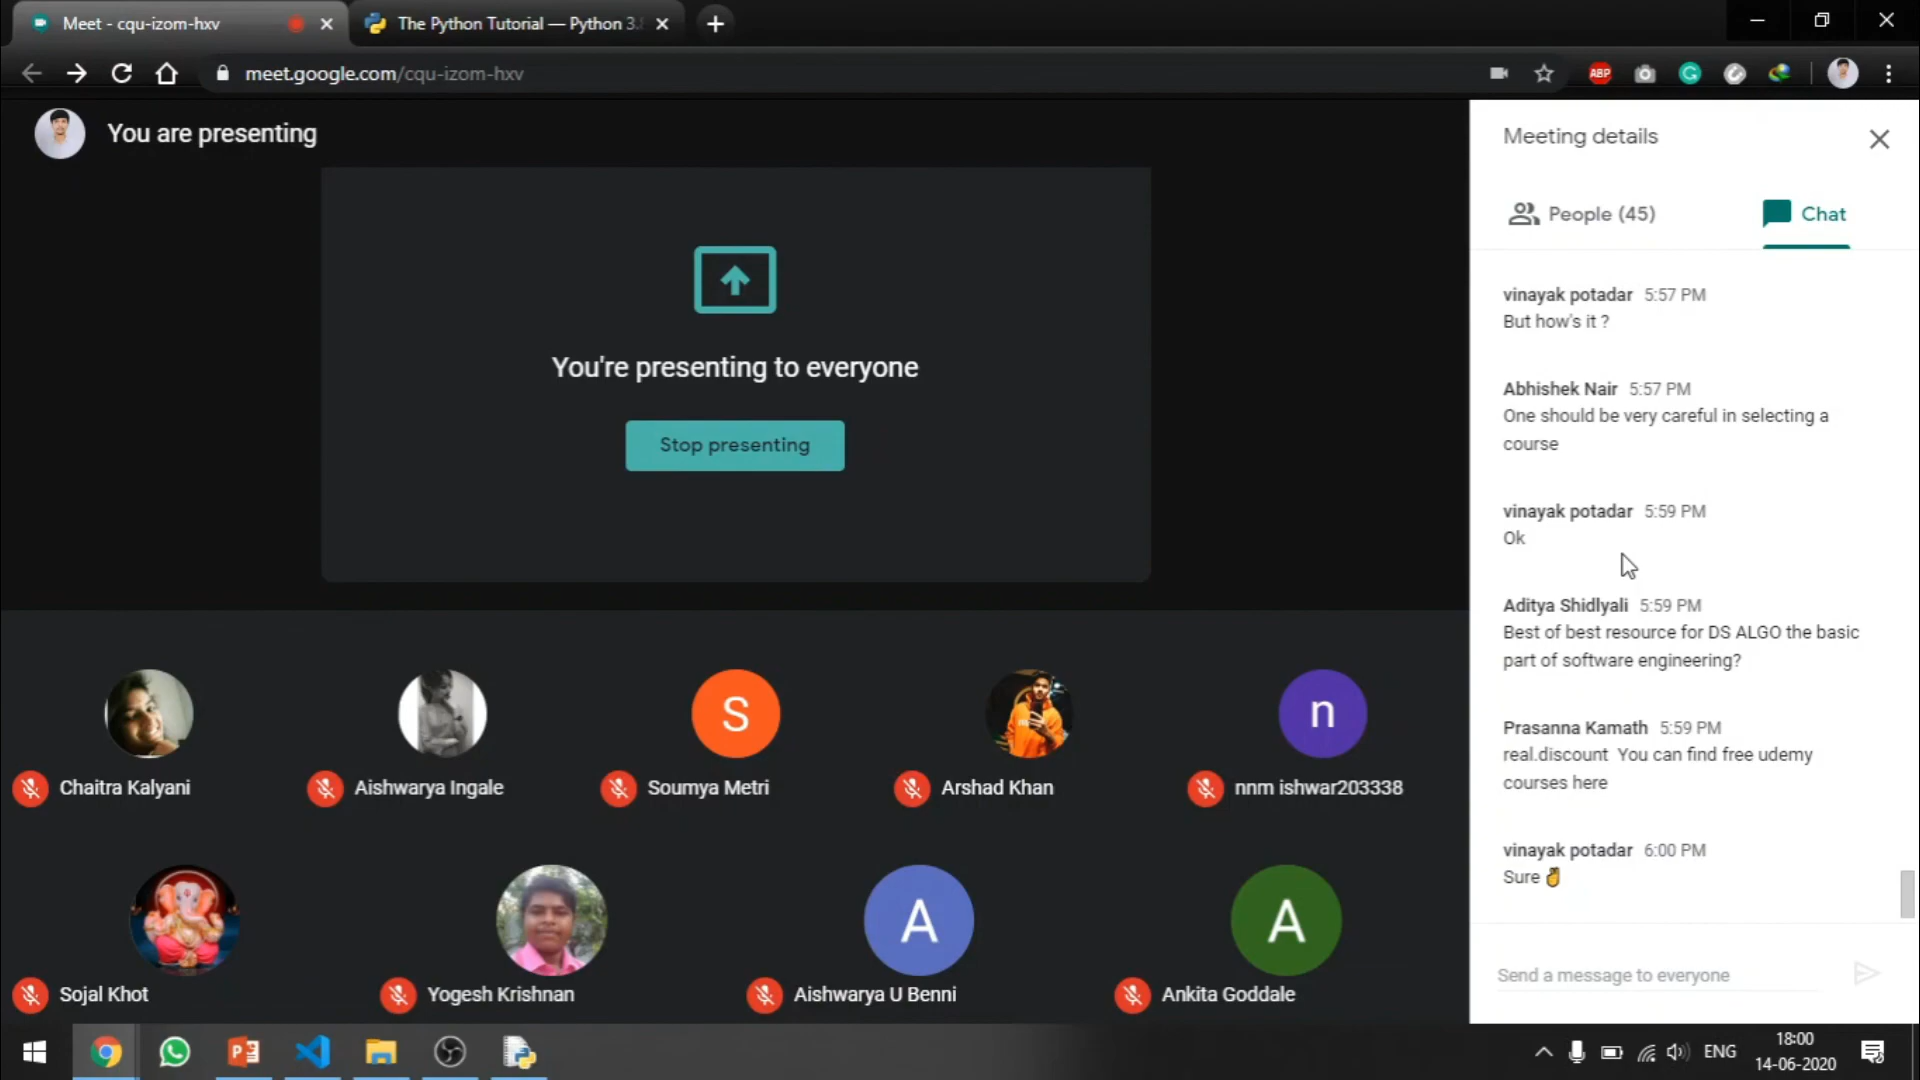 Meet - cqu-izom-hxv
The Python Tutorial — Python 3.
meet.google.com/cqu-izom-hxv
ABP
You are presenting
You're presenting to everyone
Stop presenting
S
n
Chaitra Kalyani
Aishwarya Ingale
Soumya Metri
Arshad Khan
nnm ishwar203338
A
A
Sojal Khot
Yogesh Krishnan
Aishwarya U Benni
Ankita Goddale
Meeting details
People (45)
Chat
vinayak potadar 5:57 PM
But how's it ?
Abhishek Nair 5:57 PM
One should be very careful in selecting a
course
vinayak potadar 5:59 PM
Ok
Aditya Shidlyali 5:59 PM
Best of best resource for DS ALGO the basic
part of software engineering?
Prasanna Kamath 5:59 PM
real.discount You can find free udemy
courses here
vinayak potadar 6:00 PM
Sure ✌
Send a message to everyone
ENG
18:00
14-06-2020